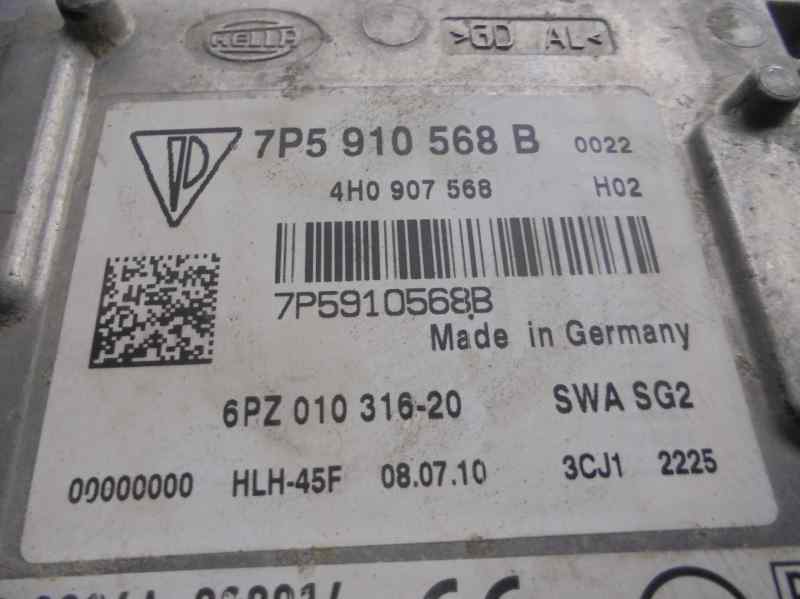 HELLA
>GD AL<
7P5 910 568 B 0022
4H0 907 568 H02
7P5910568B
Made in Germany
6PZ 010 316-20 SWA SG2
00000000 HLH-45F 08.07.10 3CJ1 2225